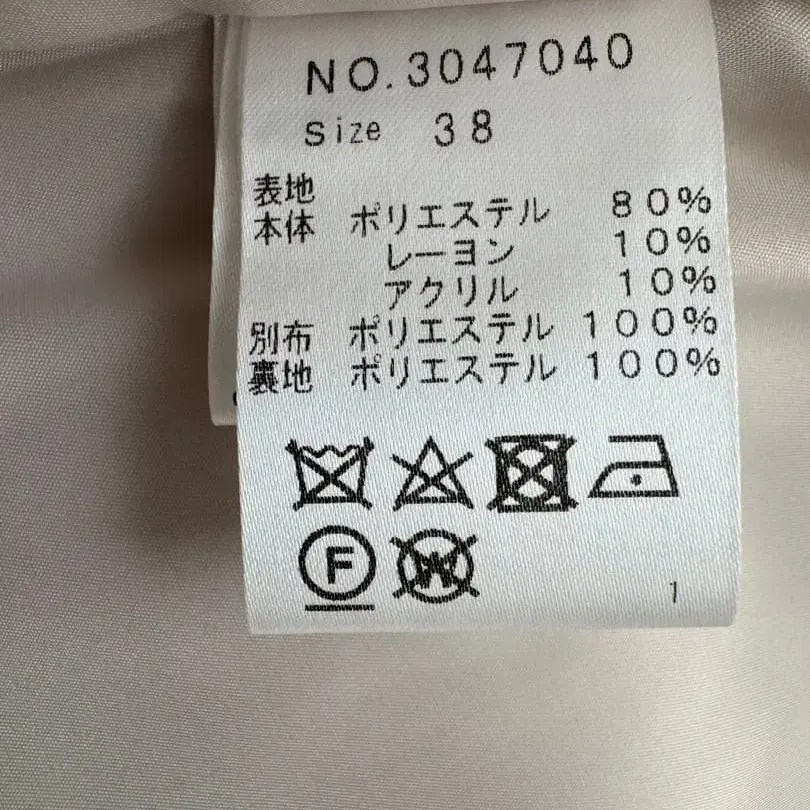 NO.3047040
Size 38
表地
本体 ポリエステル 80%
レーヨン 10%
アクリル 10%
別布 ポリエステル 100%
裏地 ポリエステル 100%
F W
1